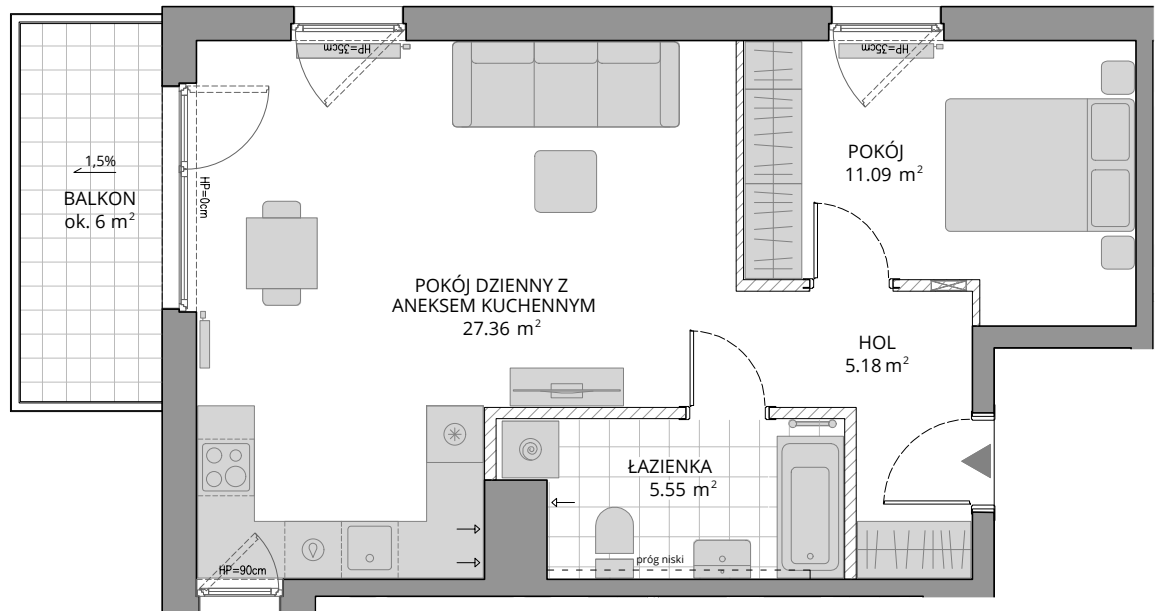 HP=35cm
HP=35cm
1,5%
BALKON
ok. 6 m²
HP=0cm
POKÓJ
11.09 m²
POKÓJ DZIENNY Z
ANEKSEM KUCHENNYM
27.36 m²
HOL
5.18 m²
ŁAZIENKA
5.55 m²
próg niski
HP=90cm